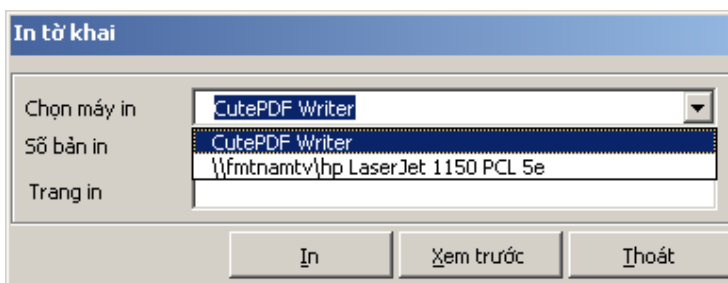 In tờ khai
Chọn máy in CutePDF Writer
Số bản in CutePDF Writer
\\fmtnamtv\hp LaserJet 1150 PCL 5e
Trang in
In Xem trước Thoát